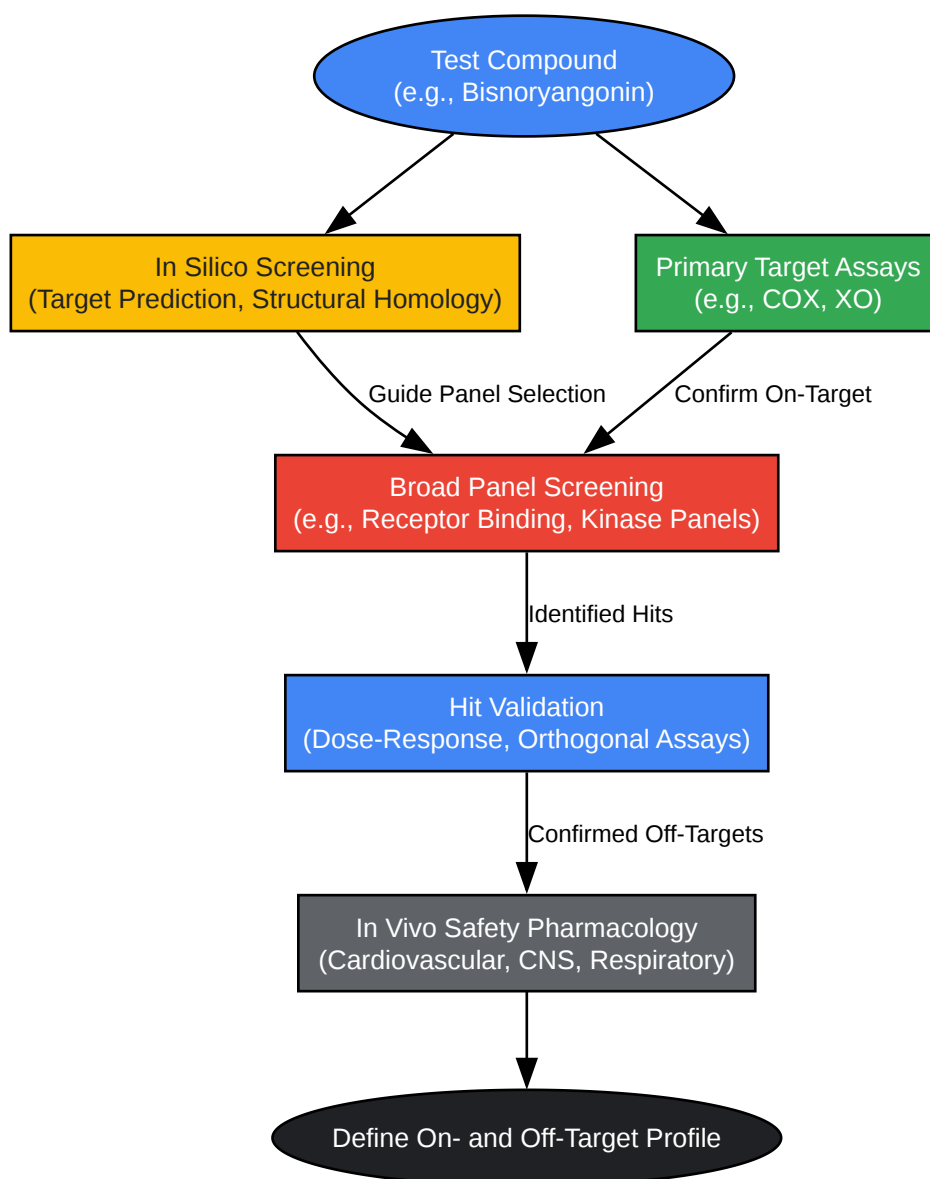 Test Compound
(e.g., Bisnoryangonin)
In Silico Screening
(Target Prediction, Structural Homology)
Primary Target Assays
(e.g., COX, XO)
Guide Panel Selection
Confirm On-Target
Broad Panel Screening
(e.g., Receptor Binding, Kinase Panels)
Identified Hits
Hit Validation
(Dose-Response, Orthogonal Assays)
Confirmed Off-Targets
In Vivo Safety Pharmacology
(Cardiovascular, CNS, Respiratory)
Define On- and Off-Target Profile